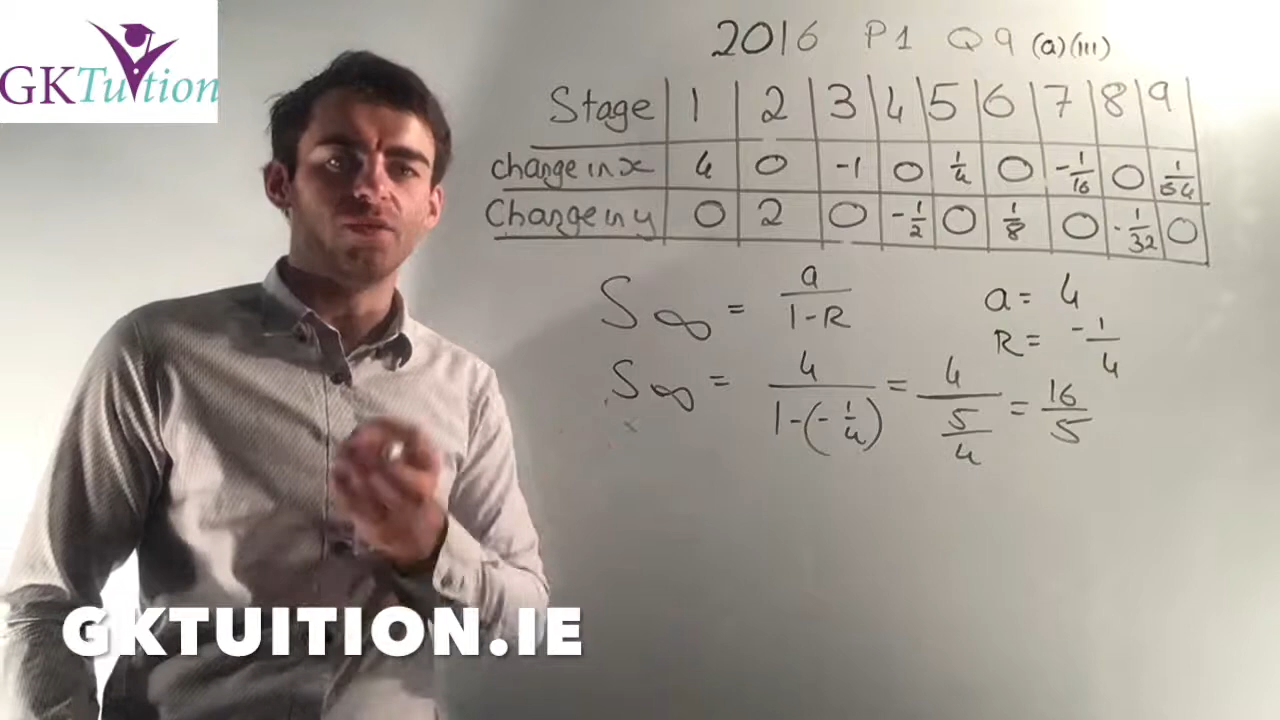 GKTuition
2016 P1 Q9 (a)(iii)
Stage 1 2 3 4 5 6 7 8 9
change in x 4 0 -1 0 1/4 0 -1/16 0 1/64
Change in y 0 2 0 -1/2 0 1/8 0 -1/32 0
S∞ = a/1-R a = 4
R = -1/4
S∞ = 4/1-(-1/4) = 4/5/4 = 16/5
GKTUITION.IE